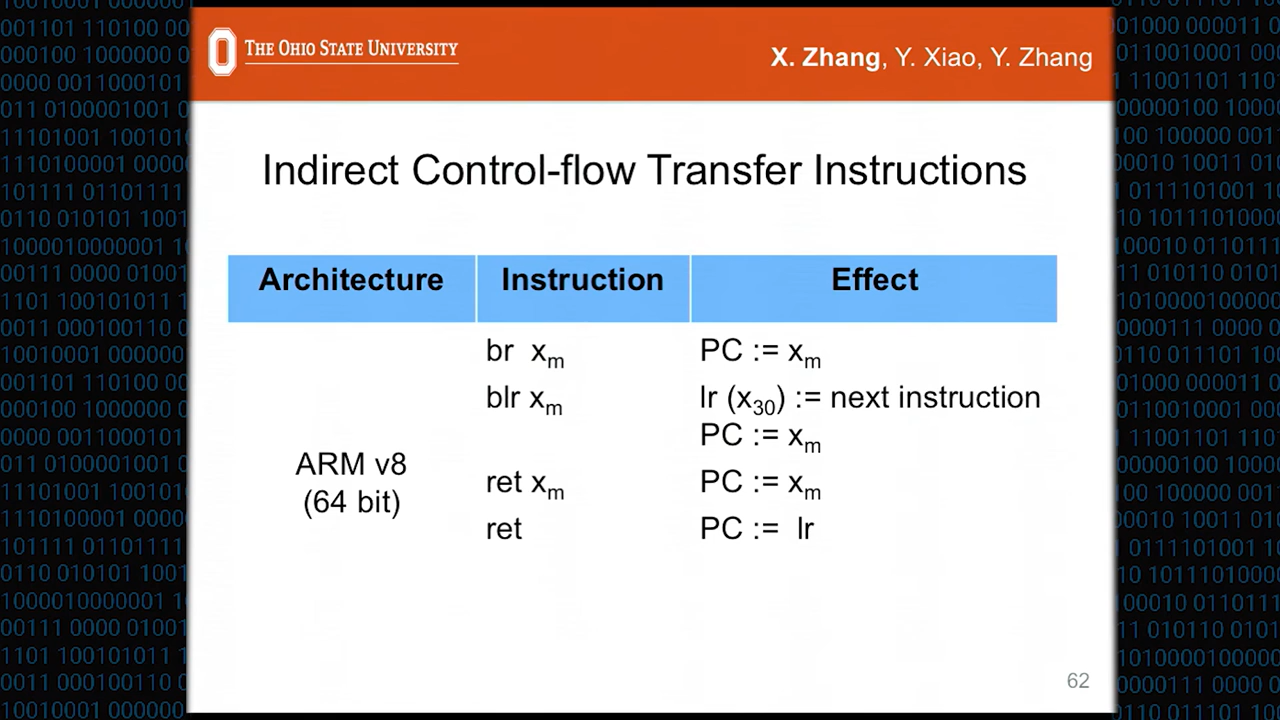 THE OHIO STATE UNIVERSITY
X. Zhang, Y. Xiao, Y. Zhang
Indirect Control-flow Transfer Instructions
Architecture Instruction Effect
br xm PC := xm
blr xm lr (x30) := next instruction
PC := xm
ARM v8
(64 bit)
ret xm PC := xm
ret PC := lr
62